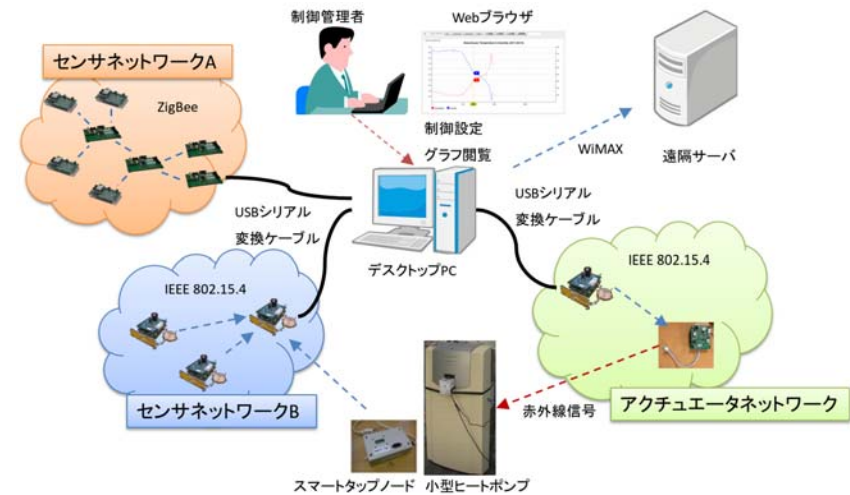 制御管理者
Webブラウザ
センサネットワークA
ZigBee
制御設定
グラフ閲覧
WiMAX
遠隔サーバ
USBシリアル
変換ケーブル
USBシリアル
変換ケーブル
デスクトップPC
IEEE 802.15.4
IEEE 802.15.4
センサネットワークB
赤外線信号
アクチュエータネットワーク
スマートタップノード
小型ヒートポンプ